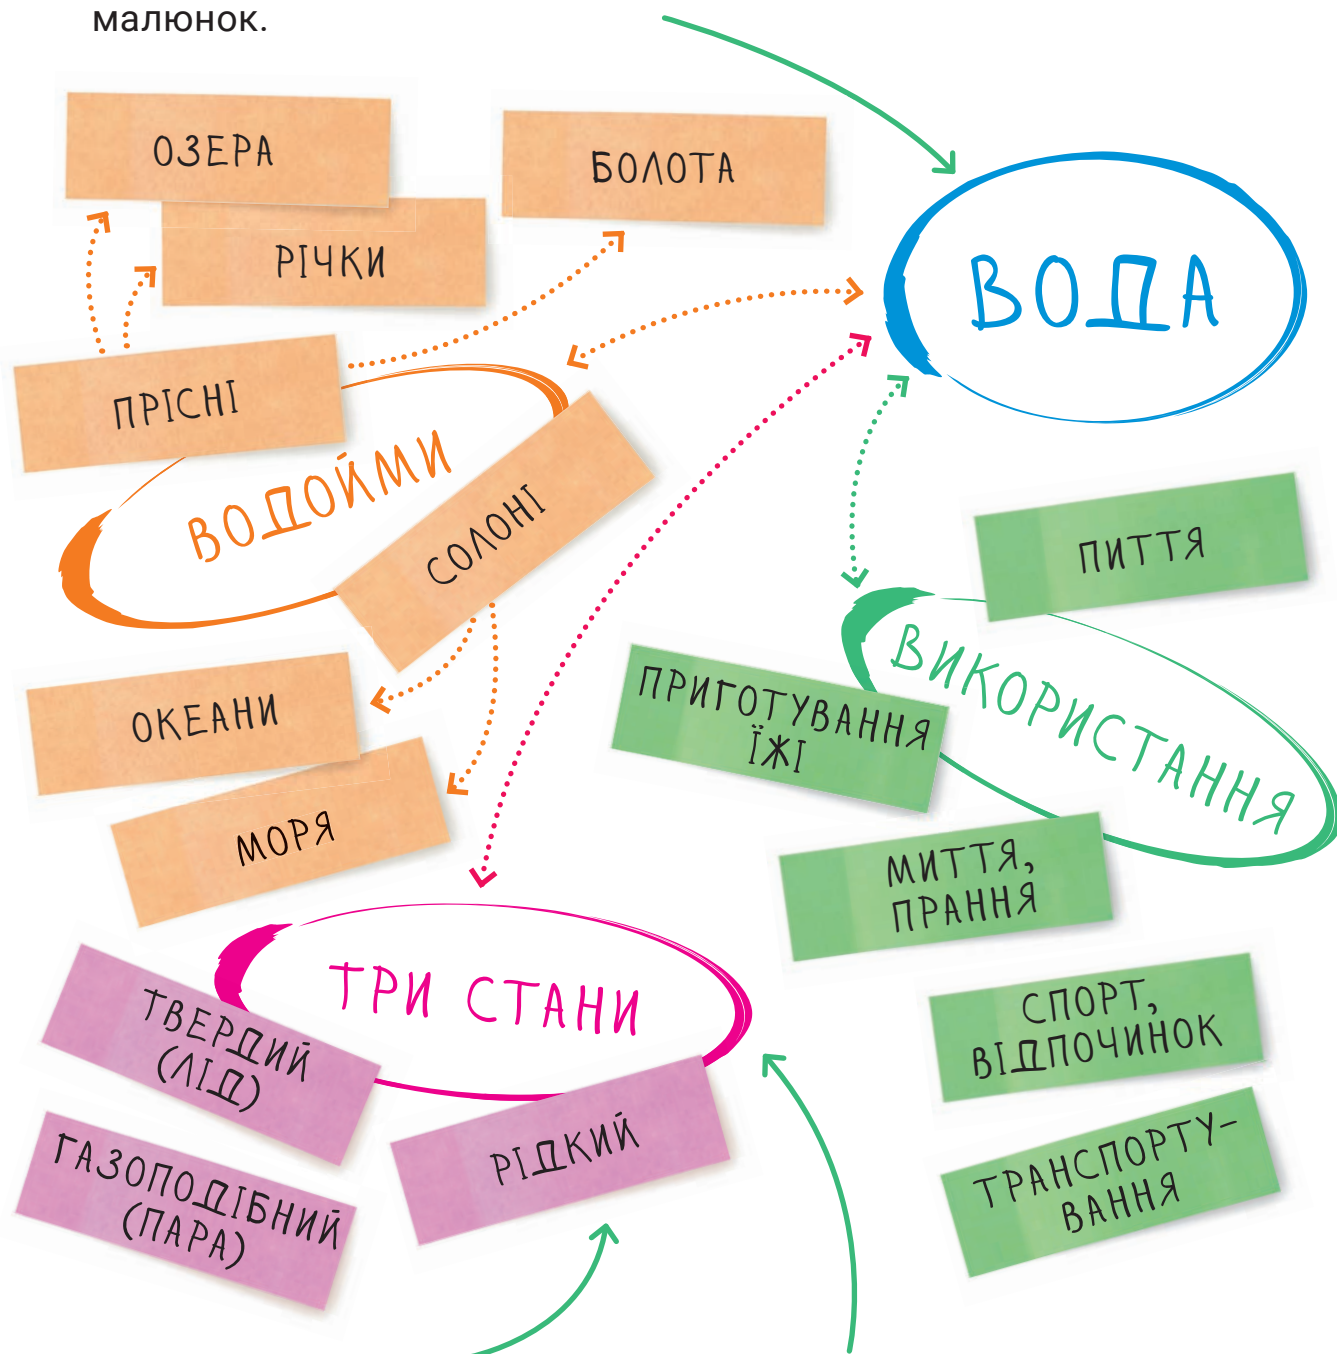 малюнок.
ОЗЕРА
РІЧКИ
БОЛОТА
ВОДА
ПРІСНІ
ВОДОЙМИ
СОЛОНІ
ОКЕАНИ
МОРЯ
ПИТТЯ
ВИКОРИСТАННЯ
ПРИГОТУВАННЯ
ЇЖІ
МИТТЯ,
ПРАННЯ
СПОРТ,
ВІДПОЧИНОК
ТРАНСПОРТУ-
ВАННЯ
ТРИ СТАНИ
ТВЕРДИЙ
(ЛІД)
ГАЗОПОДІБНИЙ
(ПАРА)
РІДКИЙ